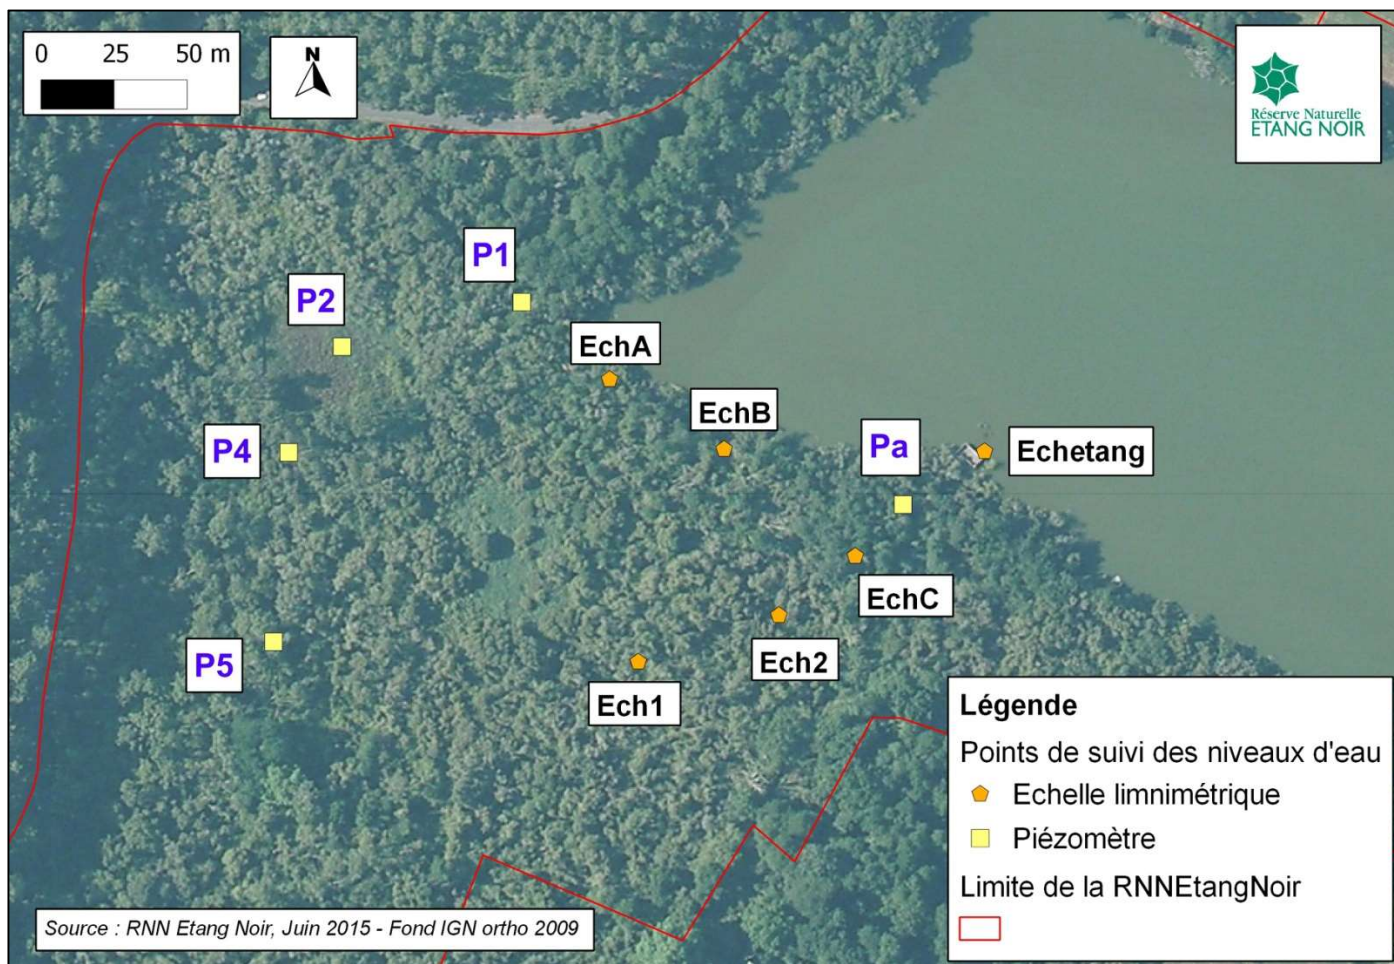 0 25 50 m
N
Réserve Naturelle
ETANG NOIR
P1
P2
EchA
EchB
P4
Pa
Echetang
EchC
P5
Ech2
Ech1
Légende
Points de suivi des niveaux d'eau
Echelle limnimétrique
Piézomètre
Limite de la RNNEtangNoir
Source : RNN Etang Noir, Juin 2015 - Fond IGN ortho 2009